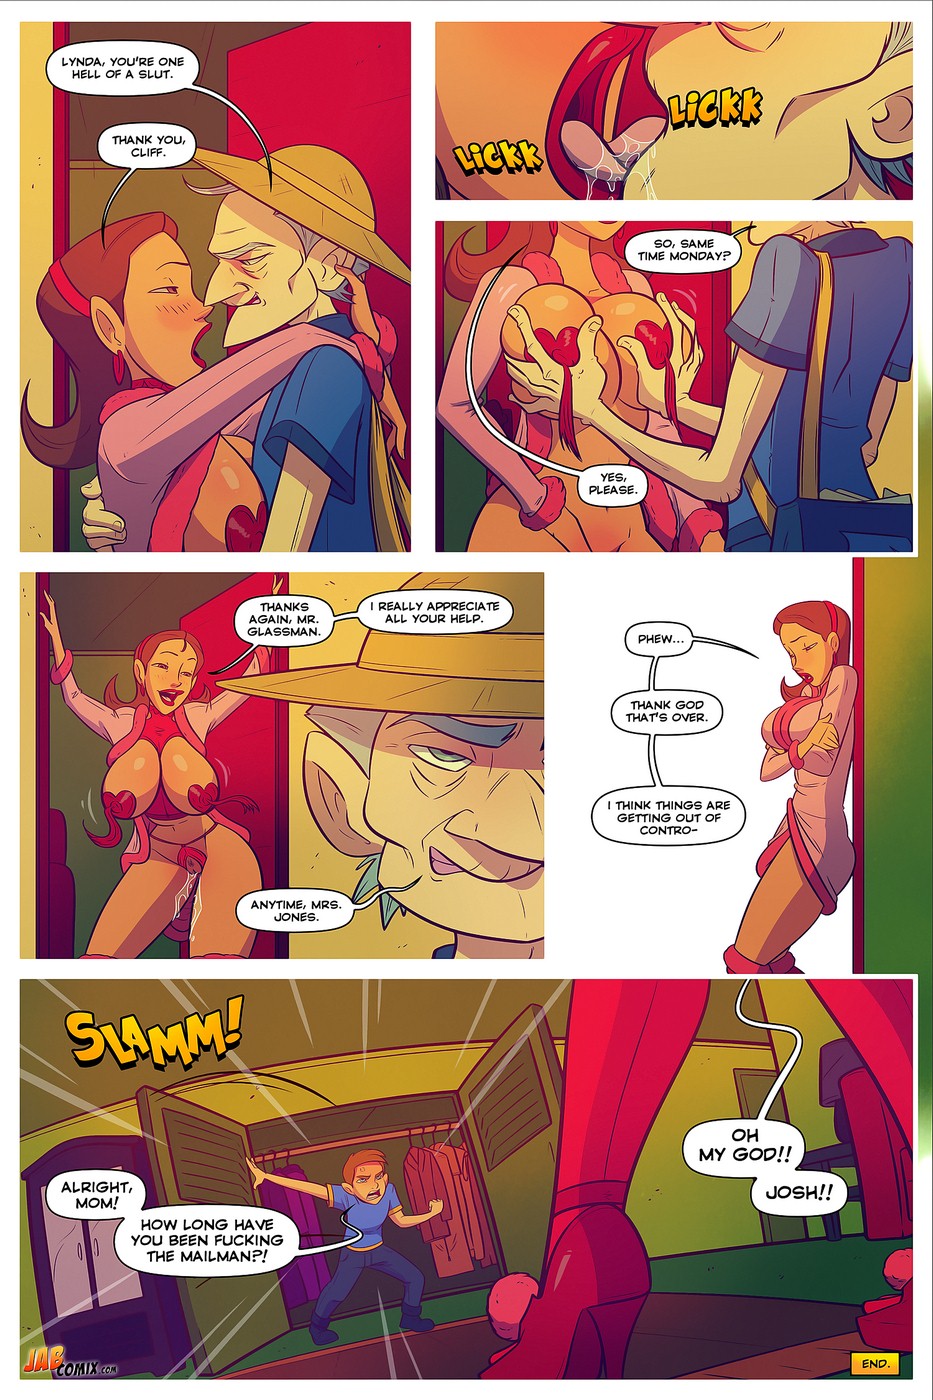 LYNDA, YOU'RE ONE
HELL OF A SLUT.
THANK YOU,
CLIFF.
LICKK
LICKK
SO, SAME
TIME MONDAY?
YES,
PLEASE.
THANKS
AGAIN, MR.
GLASSMAN.
I REALLY APPRECIATE
ALL YOUR HELP.
ANYTIME, MRS.
JONES.
PHEW...
THANK GOD
THAT'S OVER.
I THINK THINGS ARE
GETTING OUT OF
CONTRO-
SLAMM!
ALRIGHT,
MOM!
HOW LONG HAVE
YOU BEEN FUCKING
THE MAILMAN?!
OH
MY GOD!!
JOSH!!
JAB
COMIX.COM
END.